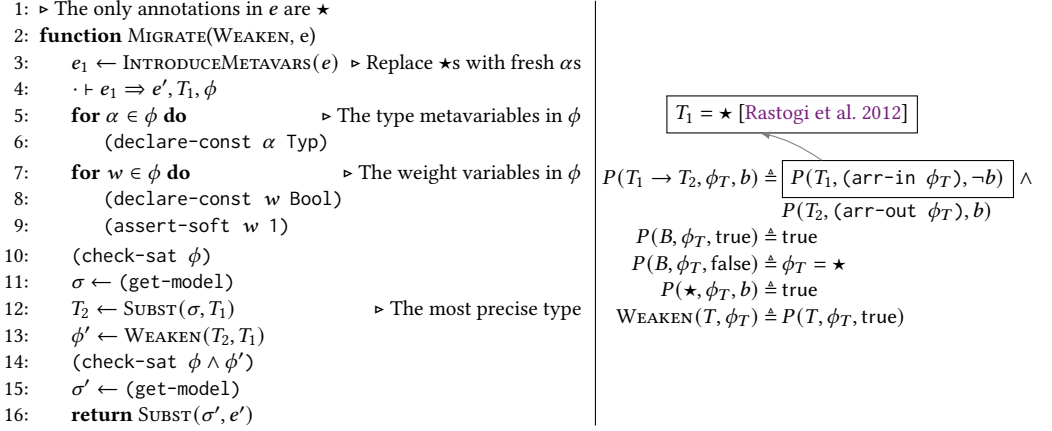 1: ▹ The only annotations in e are ★
2: function MIGRATE(WEAKEN, e)
3: e₁ ← INTRODUCEMETAVARS(e) ▹ Replace ★s with fresh αs
4: · ⊢ e₁ ⇒ e′, T₁, ϕ
5: for α ∈ ϕ do ▹ The type metavariables in ϕ
6: (declare-const α Typ)
7: for w ∈ ϕ do ▹ The weight variables in ϕ
8: (declare-const w Bool)
9: (assert-soft w 1)
10: (check-sat ϕ)
11: σ ← (get-model)
12: T₂ ← SUBST(σ, T₁) ▹ The most precise type
13: ϕ′ ← WEAKEN(T₂, T₁)
14: (check-sat ϕ ∧ ϕ′)
15: σ′ ← (get-model)
16: return SUBST(σ′, e′)
T₁ = ★ [Rastogi et al. 2012]
P(T₁ → T₂, ϕ_T, b) ≜ P(T₁, (arr-in ϕ_T), ¬b) ∧
P(T₂, (arr-out ϕ_T), b)
P(B, ϕ_T, true) ≜ true
P(B, ϕ_T, false) ≜ ϕ_T = ★
P(★, ϕ_T, b) ≜ true
WEAKEN(T, ϕ_T) ≜ P(T, ϕ_T, true)